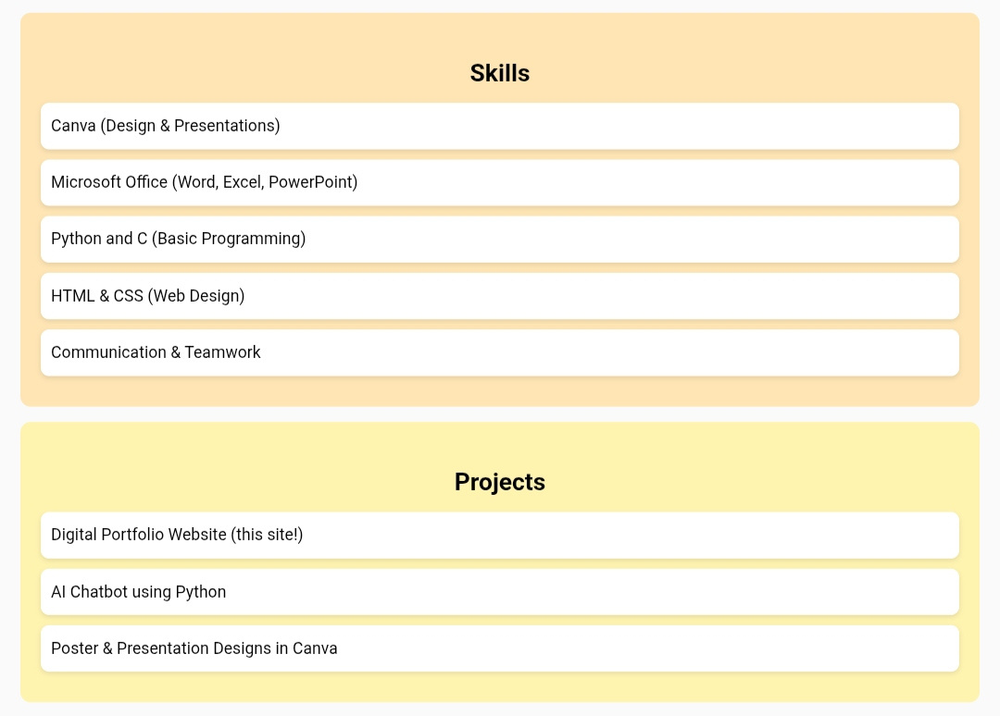 Skills
Canva (Design & Presentations)
Microsoft Office (Word, Excel, PowerPoint)
Python and C (Basic Programming)
HTML & CSS (Web Design)
Communication & Teamwork
Projects
Digital Portfolio Website (this site!)
AI Chatbot using Python
Poster & Presentation Designs in Canva